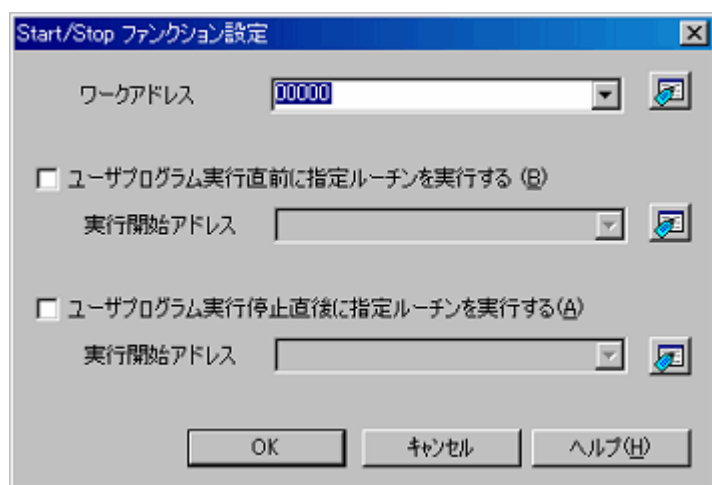 Start/Stop ファンクション設定
ワークアドレス 00000
ユーザプログラム実行直前に指定ルーチンを実行する (B)
実行開始アドレス
ユーザプログラム実行停止直後に指定ルーチンを実行する(A)
実行開始アドレス
OK キャンセル ヘルプ(H)